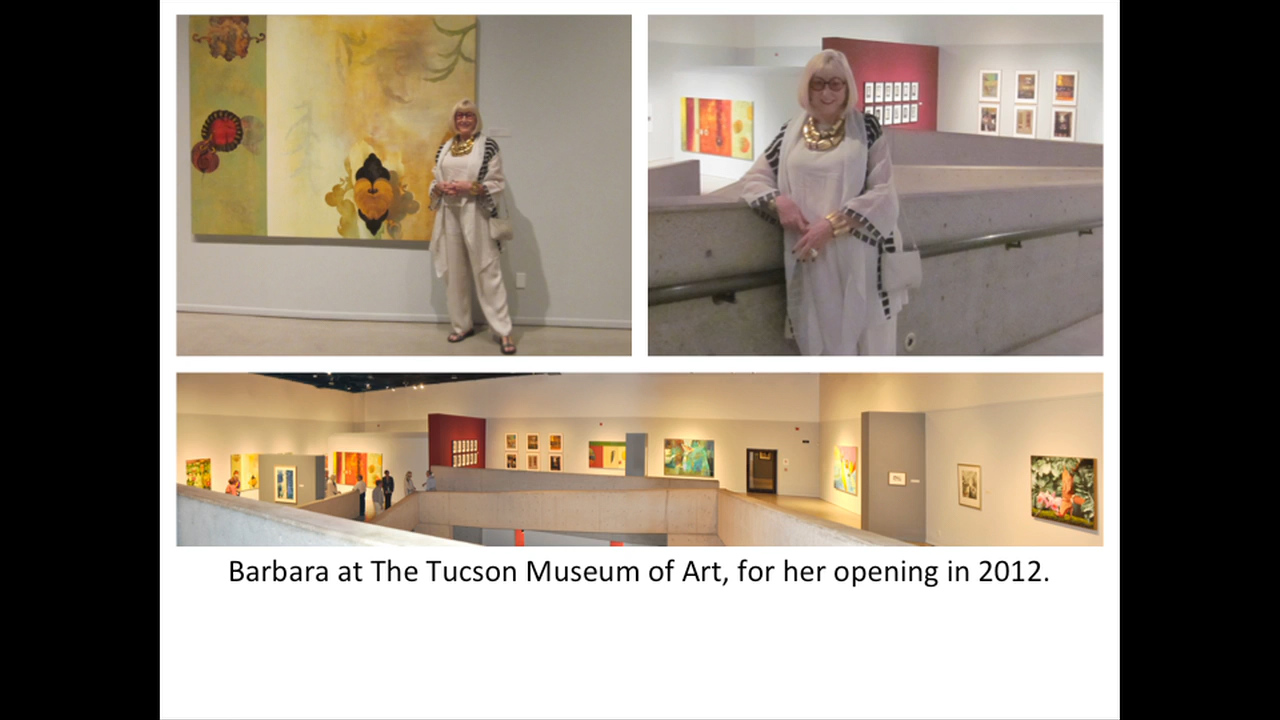 Barbara at The Tucson Museum of Art, for her opening in 2012.